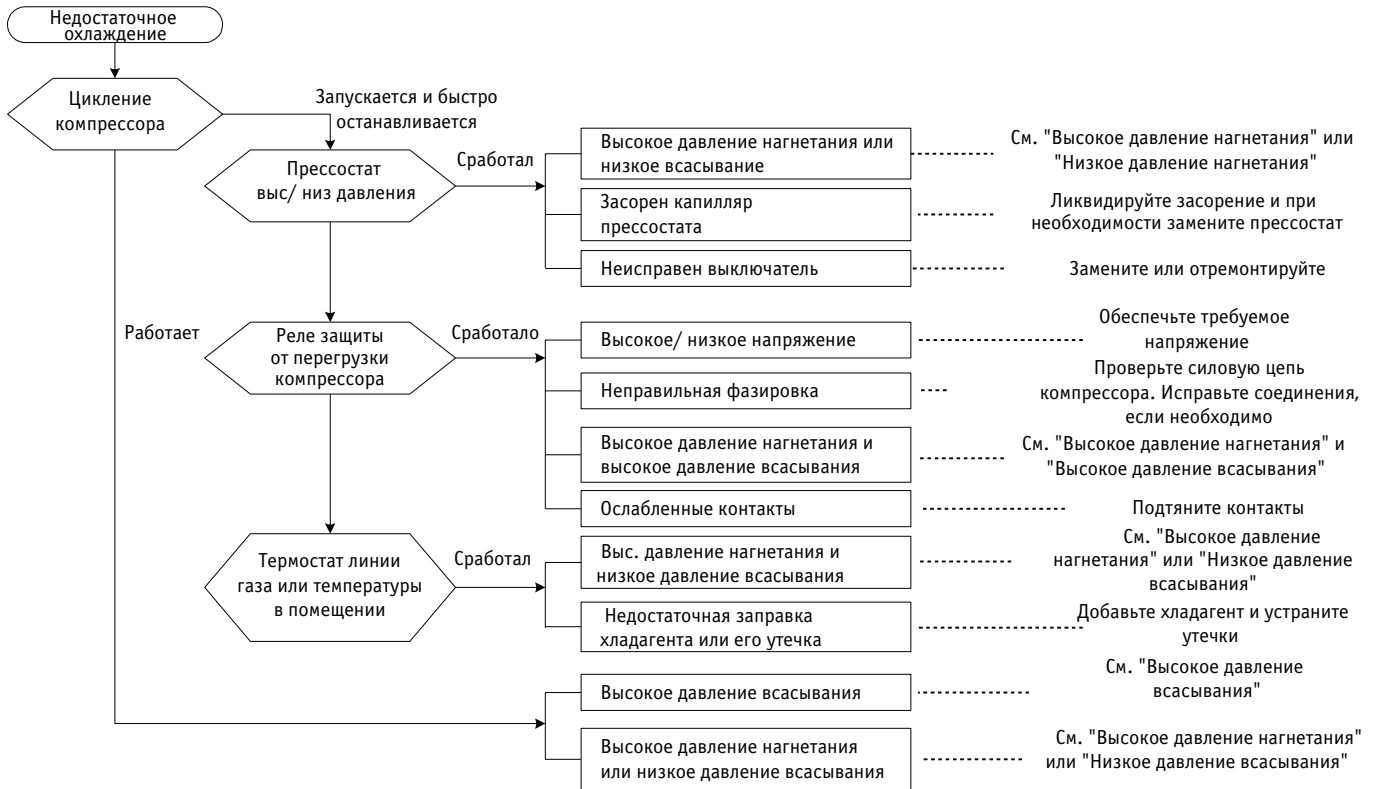 Недостаточное
охлаждение
Цикление
компрессора
Запускается и быстро
останавливается
Прессостат
выс/ низ давления
Сработал
Высокое давление нагнетания или
низкое всасывание
См. "Высокое давление нагнетания" или
"Низкое давление нагнетания"
Засорен капилляр
прессостата
Ликвидируйте засорение и при
необходимости замените прессостат
Неисправен выключатель
Замените или отремонтируйте
Работает
Реле защиты
от перегрузки
компрессора
Сработало
Высокое/ низкое напряжение
Обеспечьте требуемое
напряжение
Неправильная фазировка
Проверьте силовую цепь
компрессора. Исправьте соединения,
если необходимо
Высокое давление нагнетания и
высокое давление всасывания
См. "Высокое давление нагнетания" и
"Высокое давление всасывания"
Ослабленные контакты
Подтяните контакты
Термостат линии
газа или температуры
в помещении
Сработал
Выс. давление нагнетания и
низкое давление всасывания
См. "Высокое давление
нагнетания" или "Низкое давление
всасывания"
Недостаточная заправка
хладагента или его утечка
Добавьте хладагент и устраните
утечки
Высокое давление всасывания
См. "Высокое давление
всасывания"
Высокое давление нагнетания
или низкое давление всасывания
См. "Высокое давление нагнетания"
или "Низкое давление всасывания"